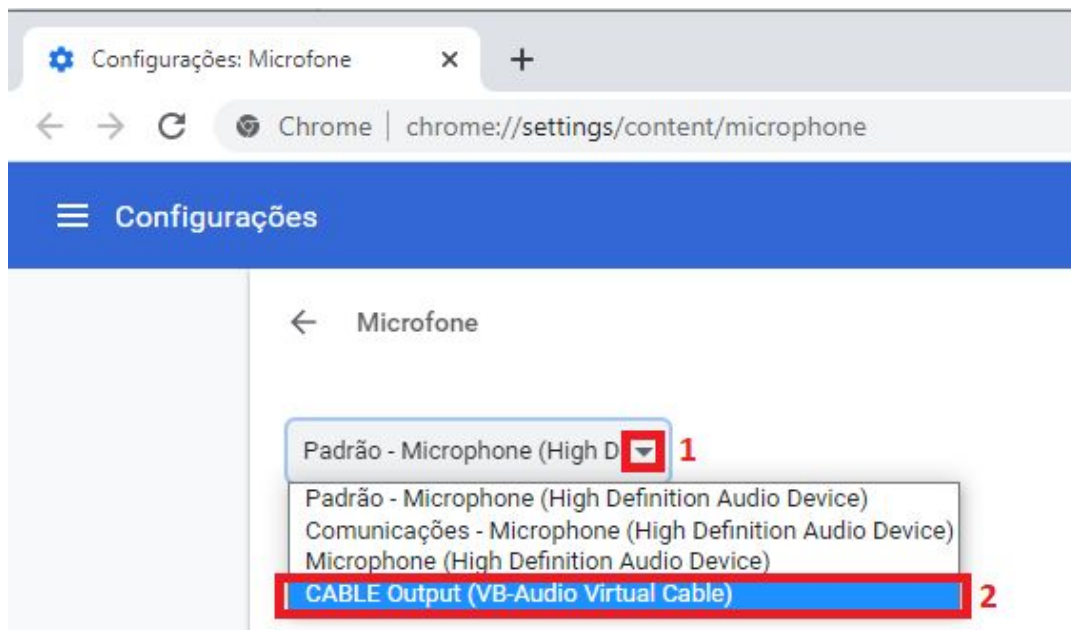 Configurações: Microfone
Chrome | chrome://settings/content/microphone
Configurações
Microfone
Padrão - Microphone (High D 1
Padrão - Microphone (High Definition Audio Device)
Comunicações - Microphone (High Definition Audio Device)
Microphone (High Definition Audio Device)
CABLE Output (VB-Audio Virtual Cable) 2